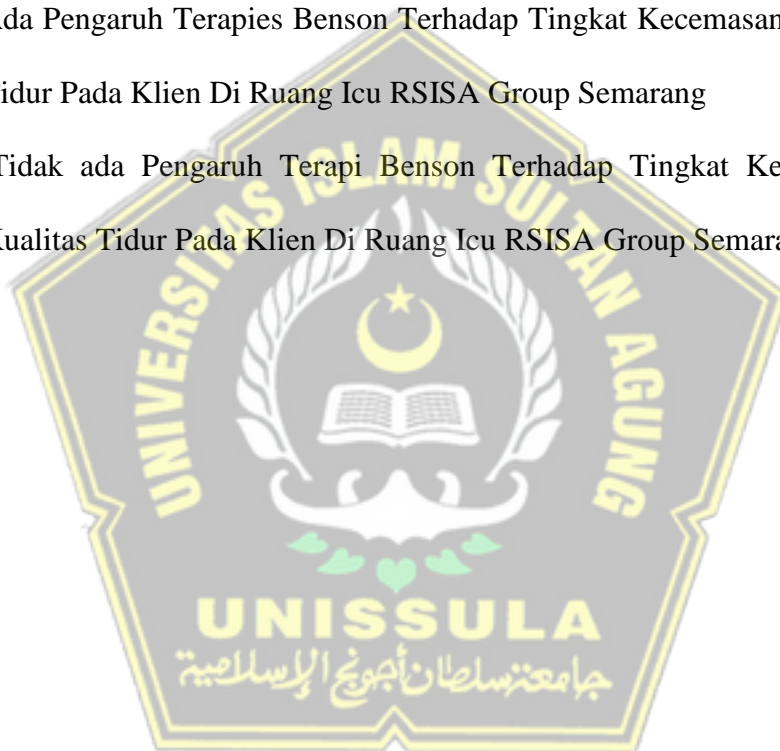 Ada Pengaruh Terapies Benson Terhadap Tingkat Kecemasan
Tidur Pada Klien Di Ruang Icu RSISA Group Semarang
Tidak ada Pengaruh Terapi Benson Terhadap Tingkat Ke
Kualitas Tidur Pada Klien Di Ruang Icu RSISA Group Semara
UNIVERSITAS ISLAM SULTAN AGUNG
UNISSULA
جامعة سلطان أجونج الإسلامية